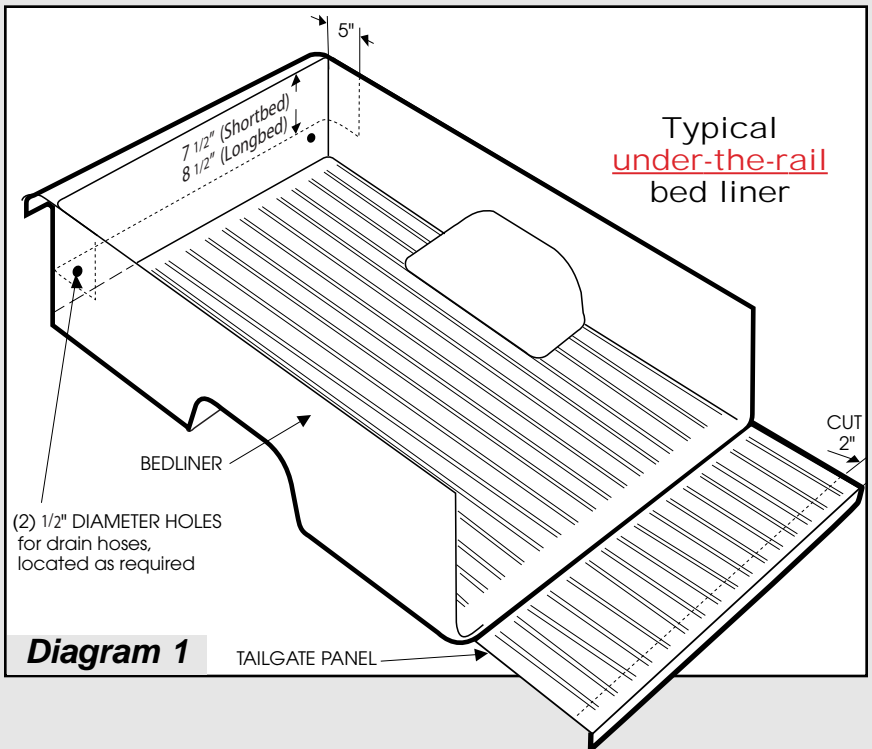 5"
7 1/2" (Shortbed)
8 1/2" (Longbed)
Typical
under-the-rail
bed liner
CUT
2"
BEDLINER
(2) 1/2" DIAMETER HOLES
for drain hoses,
located as required
Diagram 1
TAILGATE PANEL